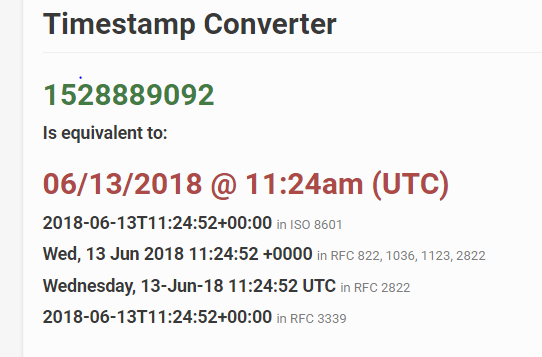 Timestamp Converter
1528889092
Is equivalent to:
06/13/2018 @ 11:24am (UTC)
2018-06-13T11:24:52+00:00 in ISO 8601
Wed, 13 Jun 2018 11:24:52 +0000 in RFC 822, 1036, 1123, 2822
Wednesday, 13-Jun-18 11:24:52 UTC in RFC 2822
2018-06-13T11:24:52+00:00 in RFC 3339